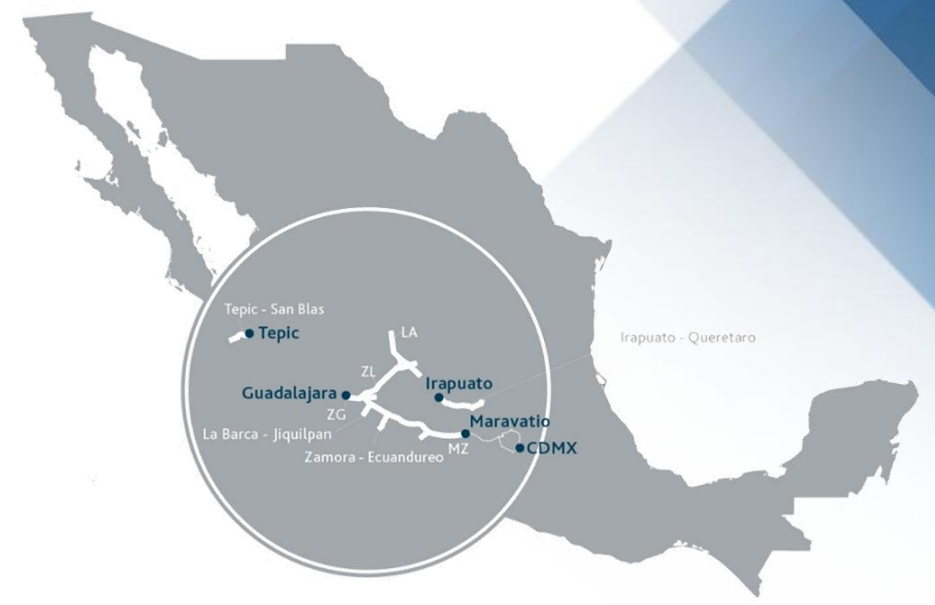 Tepic - San Blas
Tepic
LA
Irapuato - Queretaro
ZL
Irapuato
Guadalajara
ZG
Maravatio
La Barca - Jiquilpan
MZ
CDMX
Zamora - Ecuandureo